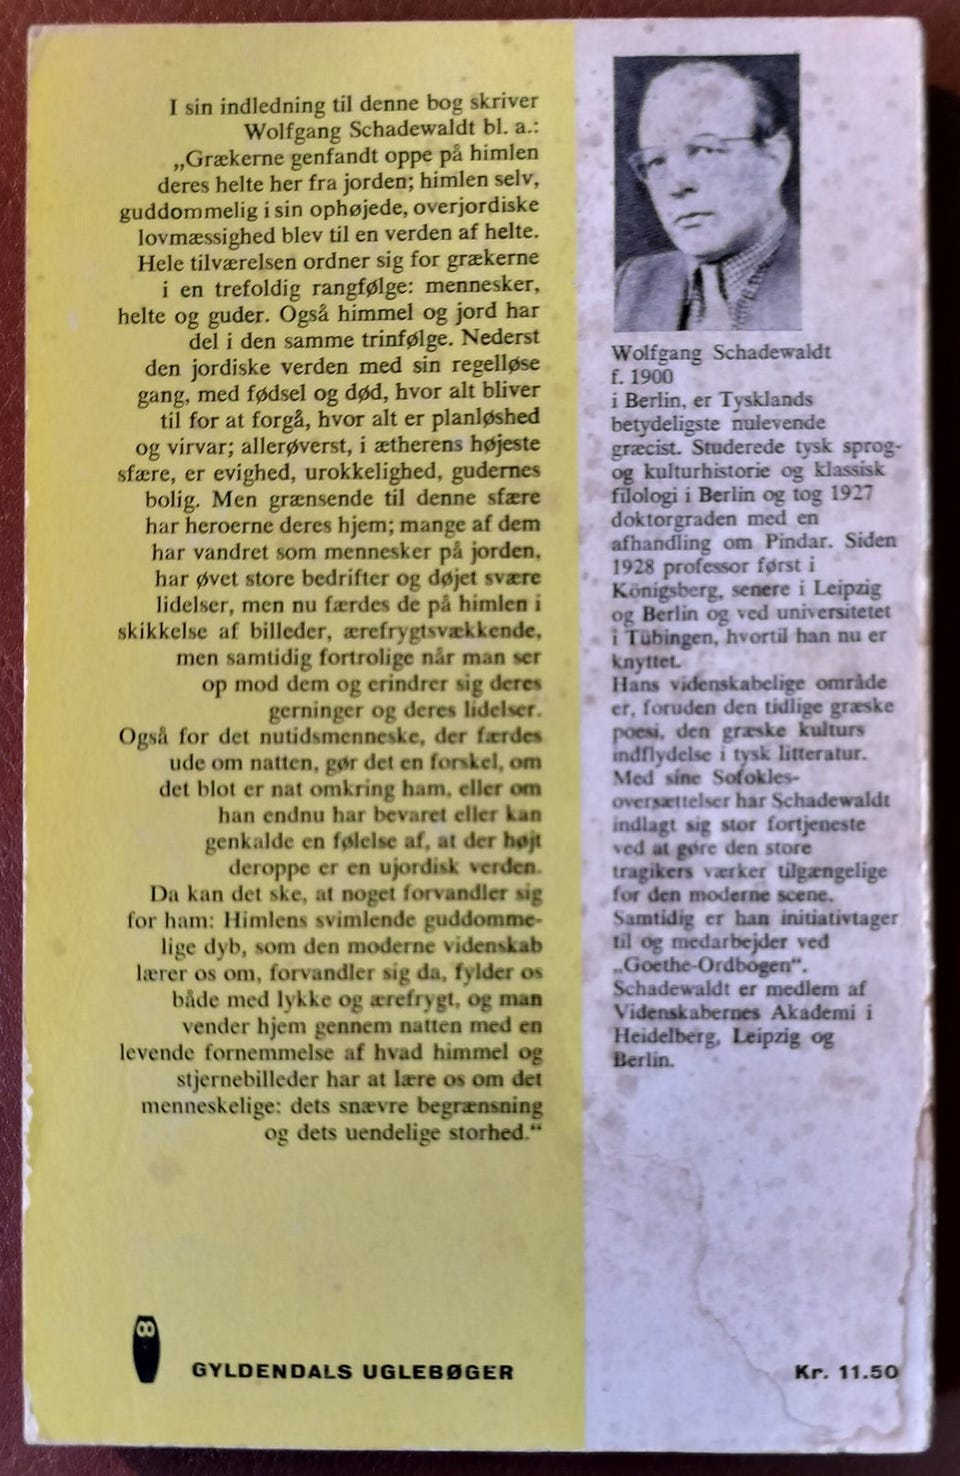 I sin indledning til denne bog skriver
Wolfgang Schadewaldt bl. a.:
„Grækerne genfandt oppe på himlen
deres helte her fra jorden; himlen selv,
guddommelig i sin ophøjede, overjordiske
lovmæssighed blev til en verden af helte.
Hele tilværelsen ordner sig for grækerne
i en trefoldig rangfølge: mennesker,
helte og guder. Også himmel og jord har
del i den samme trinfølge. Nederst
den jordiske verden med sin regelløse
gang, med fødsel og død, hvor alt bliver
til for at forgå, hvor alt er planløshed
og virvar; allerøverst, i ætherens højeste
sfære, er evighed, urokkelighed, gudernes
bolig. Men grænsende til denne sfære
har heroerne deres hjem; mange af dem
har vandret som mennesker på jorden,
har øvet store bedrifter og døjet svære
lidelser, men nu færdes de på himlen i
skikkelse af billeder, ærefrygtsvækkende,
men samtidig fortrolige når man ser
op mod dem og erindrer sig deres
gerninger og deres lidelser.
Også for det nutidsmenneske, der færdes
ude om natten, gør det en forskel, om
det blot er nat omkring ham, eller om
han endnu har bevaret eller kan
genkalde en følelse af, at der højt
deroppe er en ujordisk verden.
Da kan det ske, at noget forvandler sig
for ham: Himlens svimlende guddomme-
lige dyb, som den moderne videnskab
lærer os om, forvandler sig da, fylder os
både med lykke og ærefrygt, og man
vender hjem gennem natten med en
levende fornemmelse af hvad himmel og
stjernebilleder har at lære os om det
menneskelige: dets snævre begrænsning
og dets uendelige storhed.“
GYLDENDALS UGLEBØGER
Wolfgang Schadewaldt
f. 1900
i Berlin, er Tysklands
betydeligste nulevende
græcist. Studerede tysk sprog-
og kulturhistorie og klassisk
filologi i Berlin og tog 1927
doktorgraden med en
afhandling om Pindar. Siden
1928 professor først i
Königsberg, senere i Leipzig
og Berlin og ved universitetet
i Tübingen, hvortil han nu er
knyttet.
Hans videnskabelige område
er, foruden den tidlige græske
poesi, den græske kulturs
indflydelse i tysk litteratur.
Med sine Sofokles-
oversættelser har Schadewaldt
indlagt sig stor fortjeneste
ved at gøre den store
tragikers værker tilgængelige
for den moderne scene.
Samtidig er han initiativtager
til og medarbejder ved
„Goethe-Ordbogen“.
Schadewaldt er medlem af
Videnskabernes Akademi i
Heidelberg, Leipzig og
Berlin.
Kr. 11.50